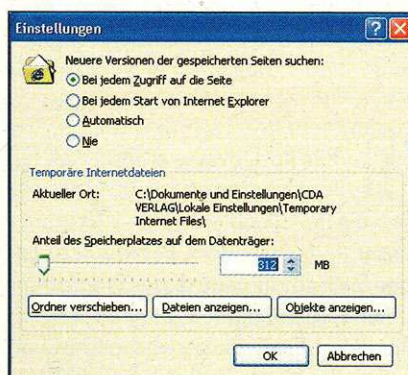 Einstellungen
Neuere Versionen der gespeicherten Seiten suchen:
Bei jedem Zugriff auf die Seite
Bei jedem Start von Internet Explorer
Automatisch
Nie
Temporäre Internetdateien
Aktueller Ort: C:\Dokumente und Einstellungen\CDA
VERLAG\Lokale Einstellungen\Temporary
Internet Files\
Anteil des Speicherplatzes auf dem Datenträger:
312 MB
Ordner verschieben... Dateien anzeigen... Objekte anzeigen...
OK Abbrechen